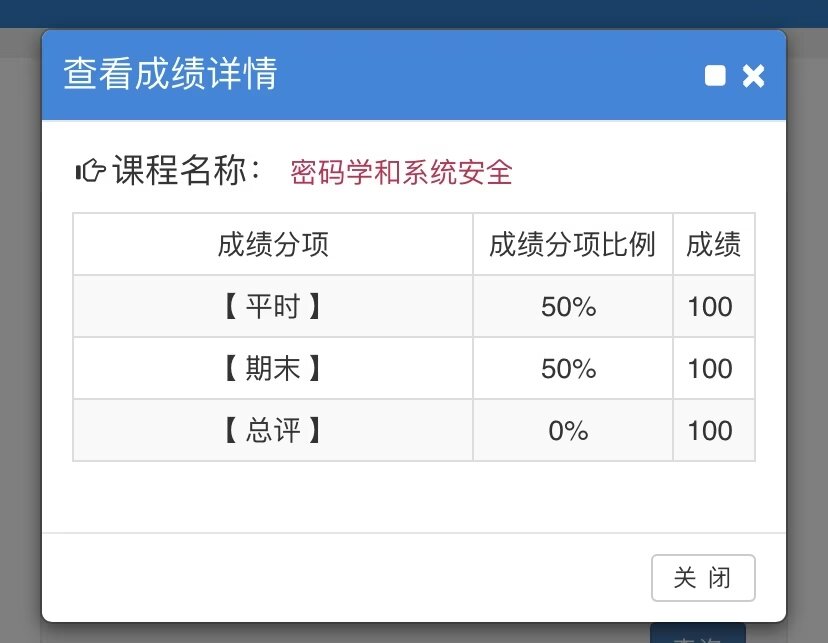 查看成绩详情
课程名称： 密码学和系统安全
成绩分项 成绩分项比例 成绩
【 平时 】 50% 100
【 期末 】 50% 100
【 总评 】 0% 100
关 闭